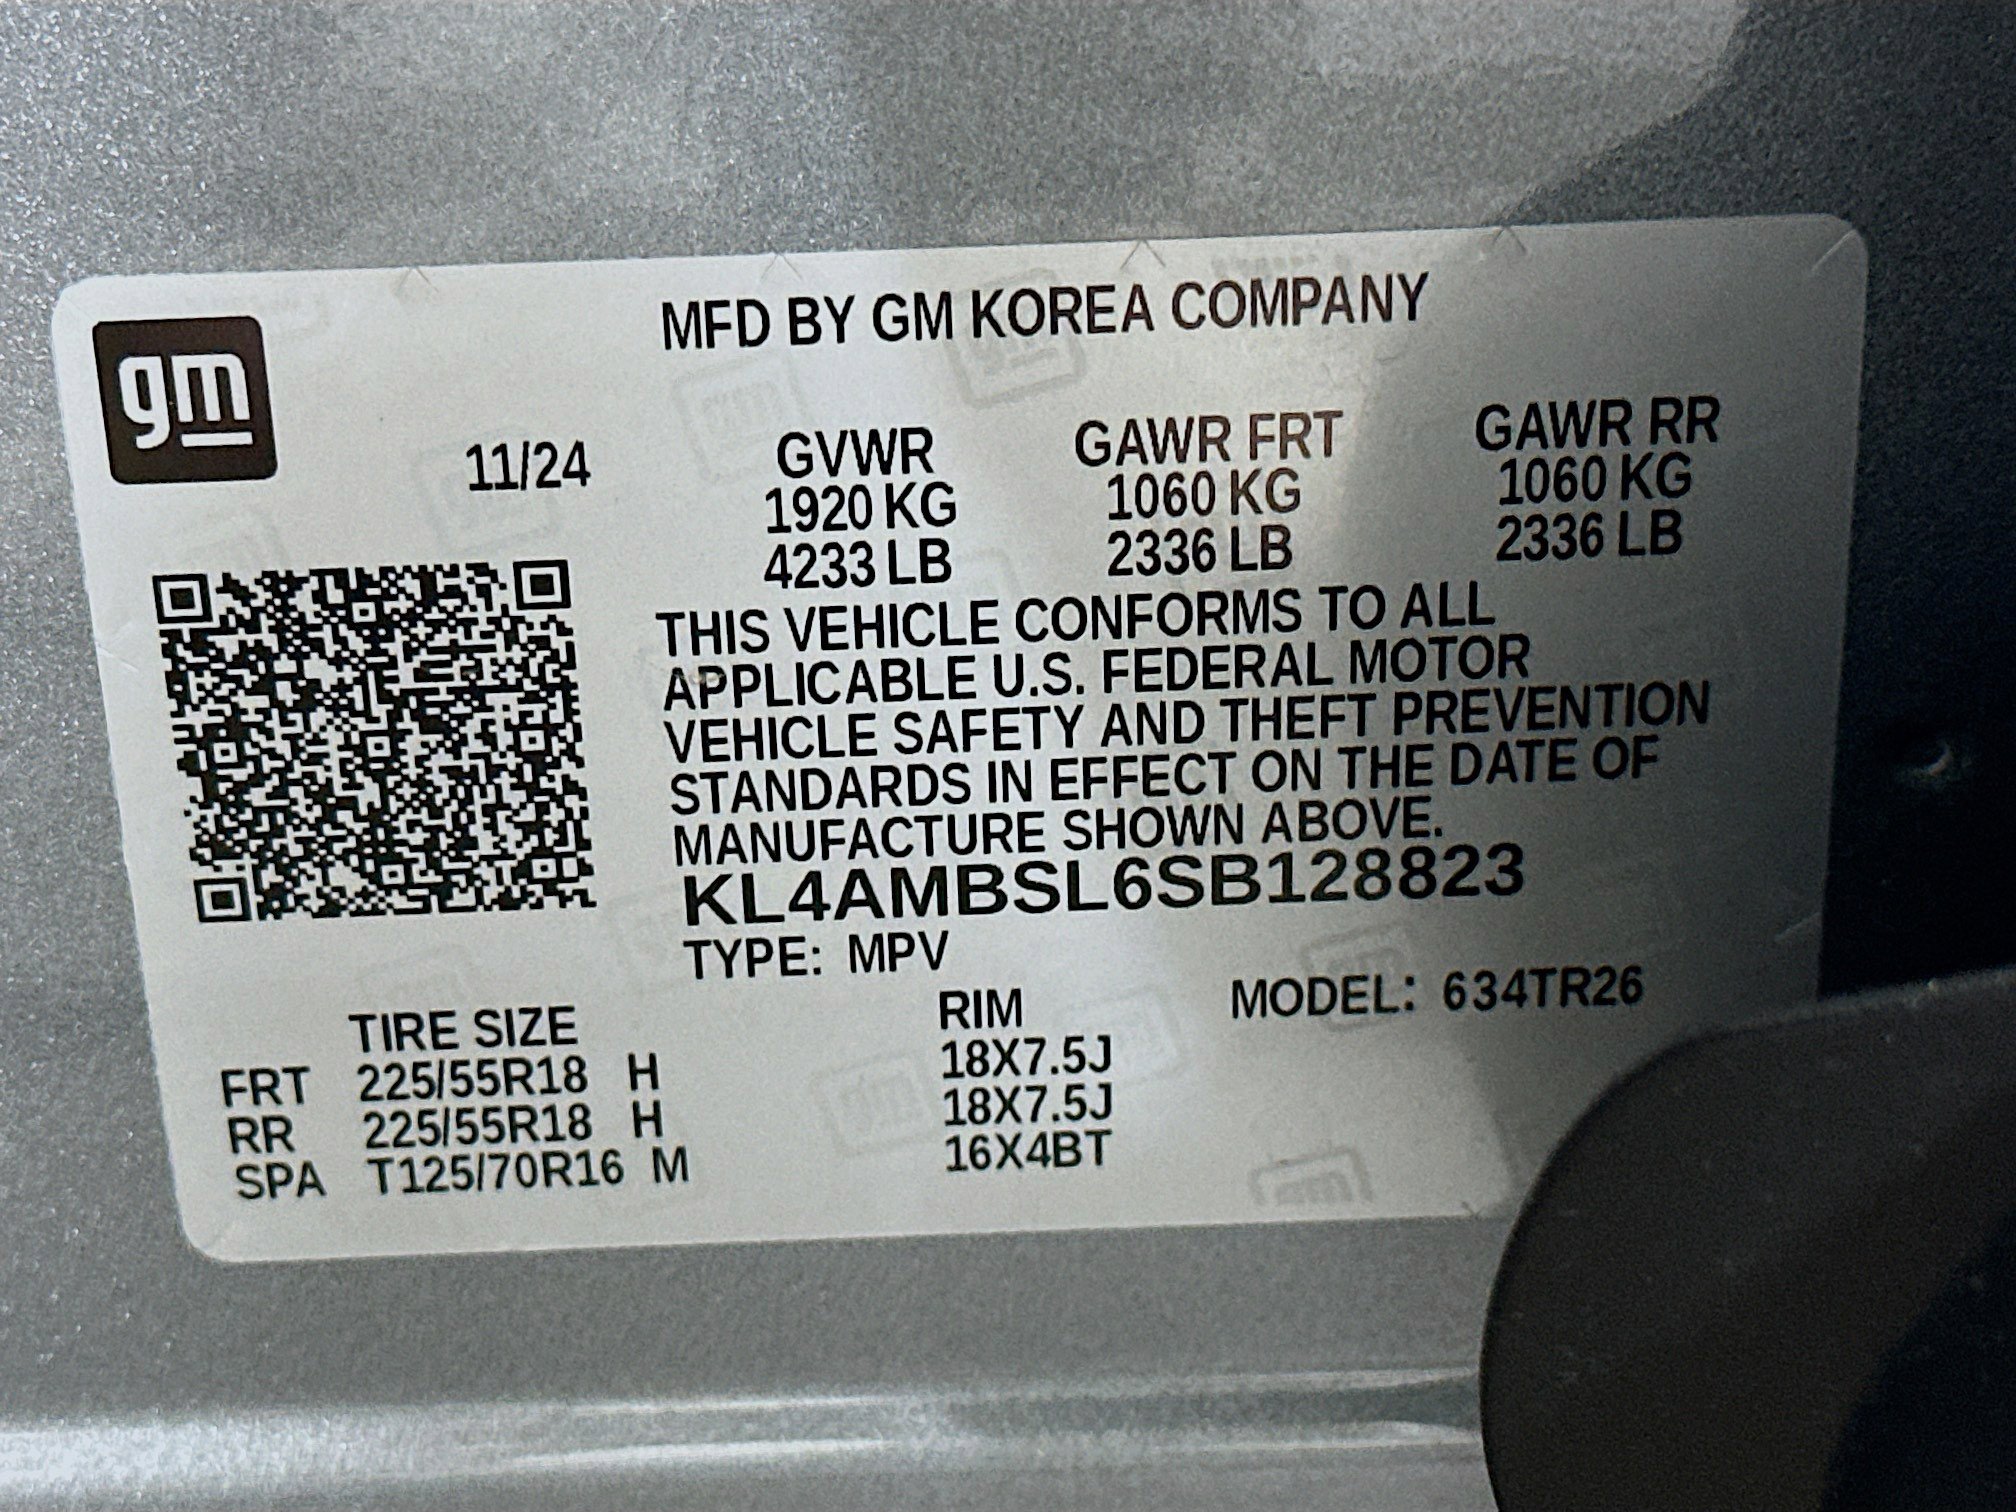 gm
MFD BY GM KOREA COMPANY
11/24
GVWR GAWR FRT GAWR RR
1920 KG 1060 KG 1060 KG
4233 LB 2336 LB 2336 LB
THIS VEHICLE CONFORMS TO ALL
APPLICABLE U.S. FEDERAL MOTOR
VEHICLE SAFETY AND THEFT PREVENTION
STANDARDS IN EFFECT ON THE DATE OF
MANUFACTURE SHOWN ABOVE.
KL4AMBSL6SB128823
TYPE: MPV
MODEL: 634TR26
TIRE SIZE RIM
FRT 225/55R18 H 18X7.5J
RR 225/55R18 H 18X7.5J
SPA T125/70R16 M 16X4BT